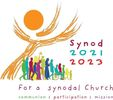 Synod
2021
2023
For a synodal Church
communion | participation | mission